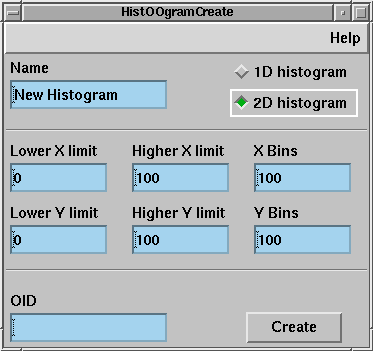 HistOOgramCreate
Help
Name
New Histogram
1D histogram
2D histogram
Lower X limit Higher X limit X Bins
0 100 100
Lower Y limit Higher Y limit Y Bins
0 100 100
OID
Create